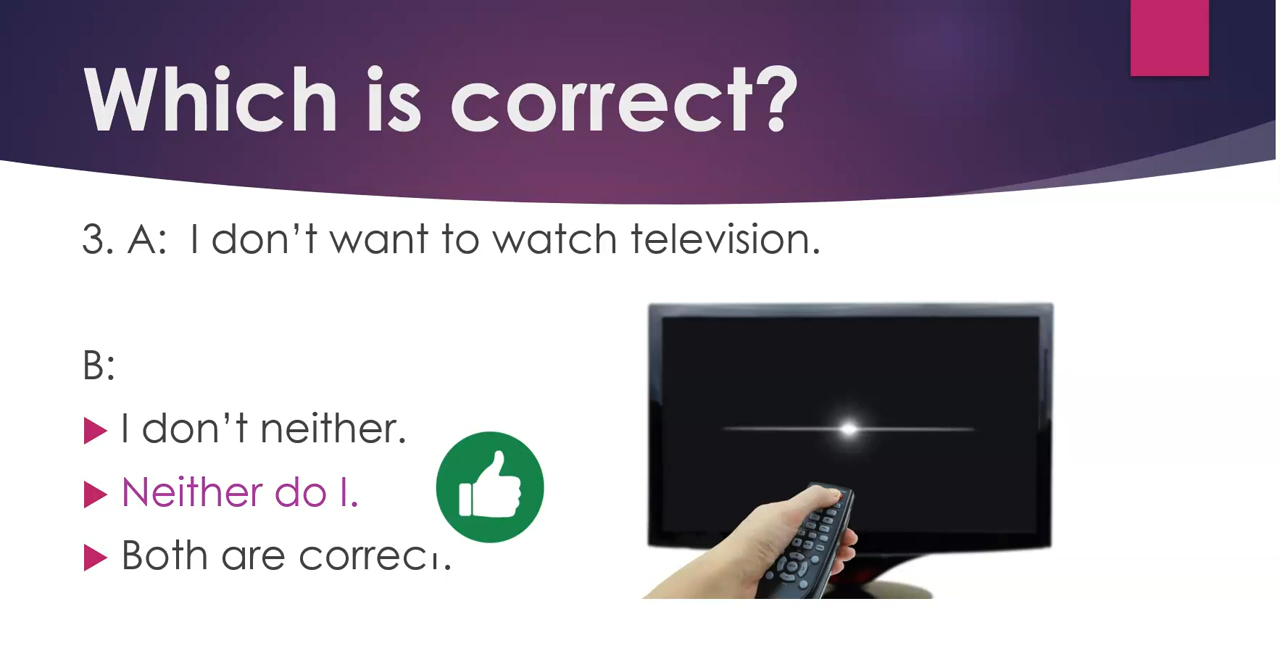 Which is correct?
3. A: I don't want to watch television.
B:
I don't neither.
Neither do I.
Both are correct.